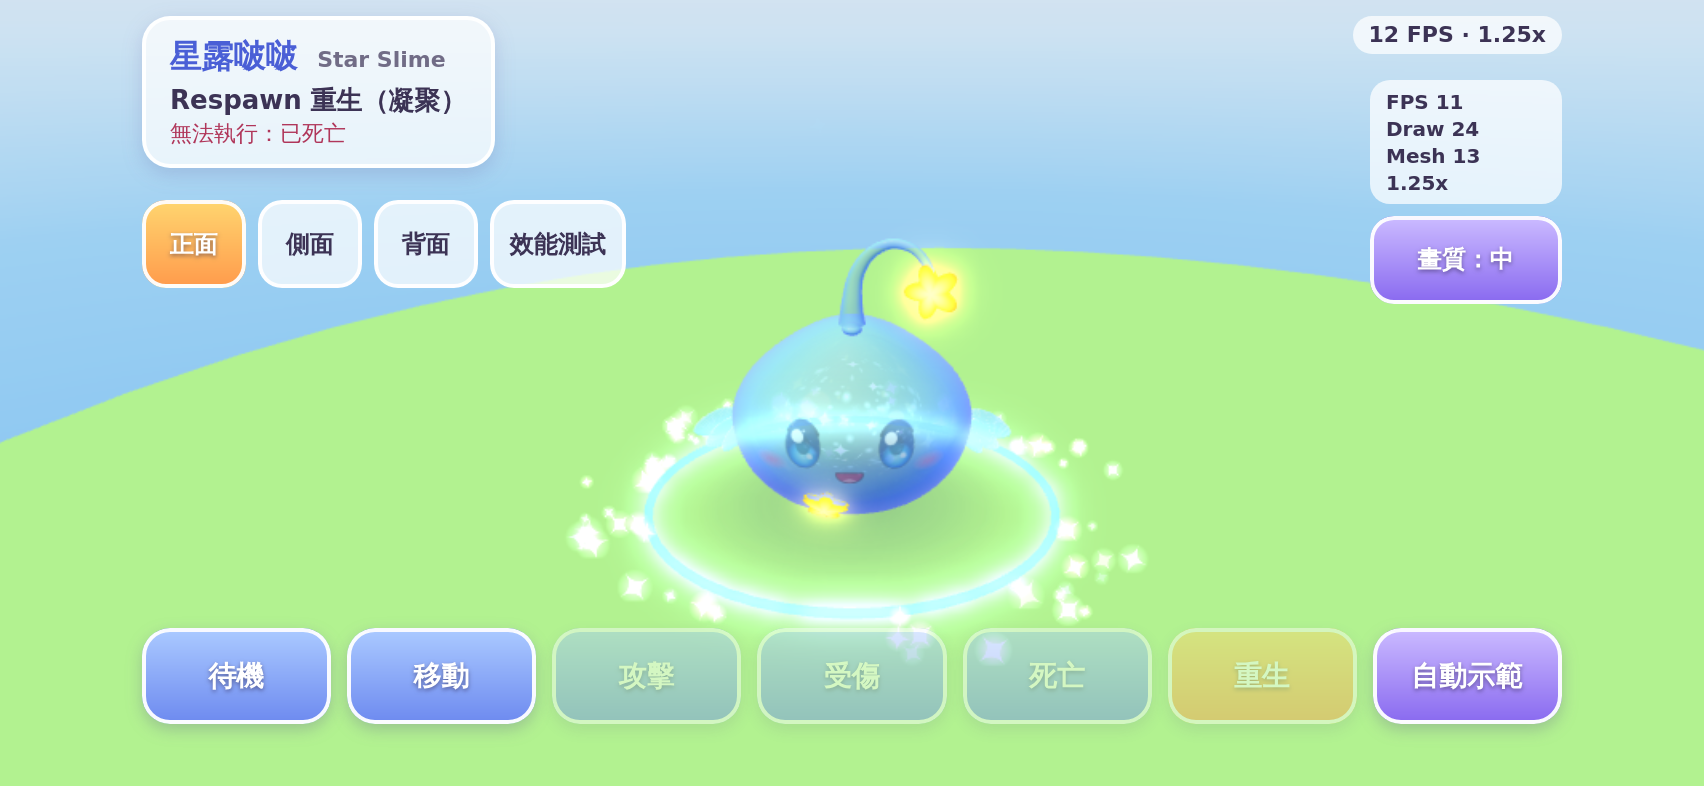 星露啵啵 Star Slime
Respawn 重生（凝聚）
無法執行：已死亡
12 FPS · 1.25x
FPS 11
Draw 24
Mesh 13
1.25x
正面 側面 背面 效能測試
畫質：中
待機 移動 攻擊 受傷 死亡 重生 自動示範